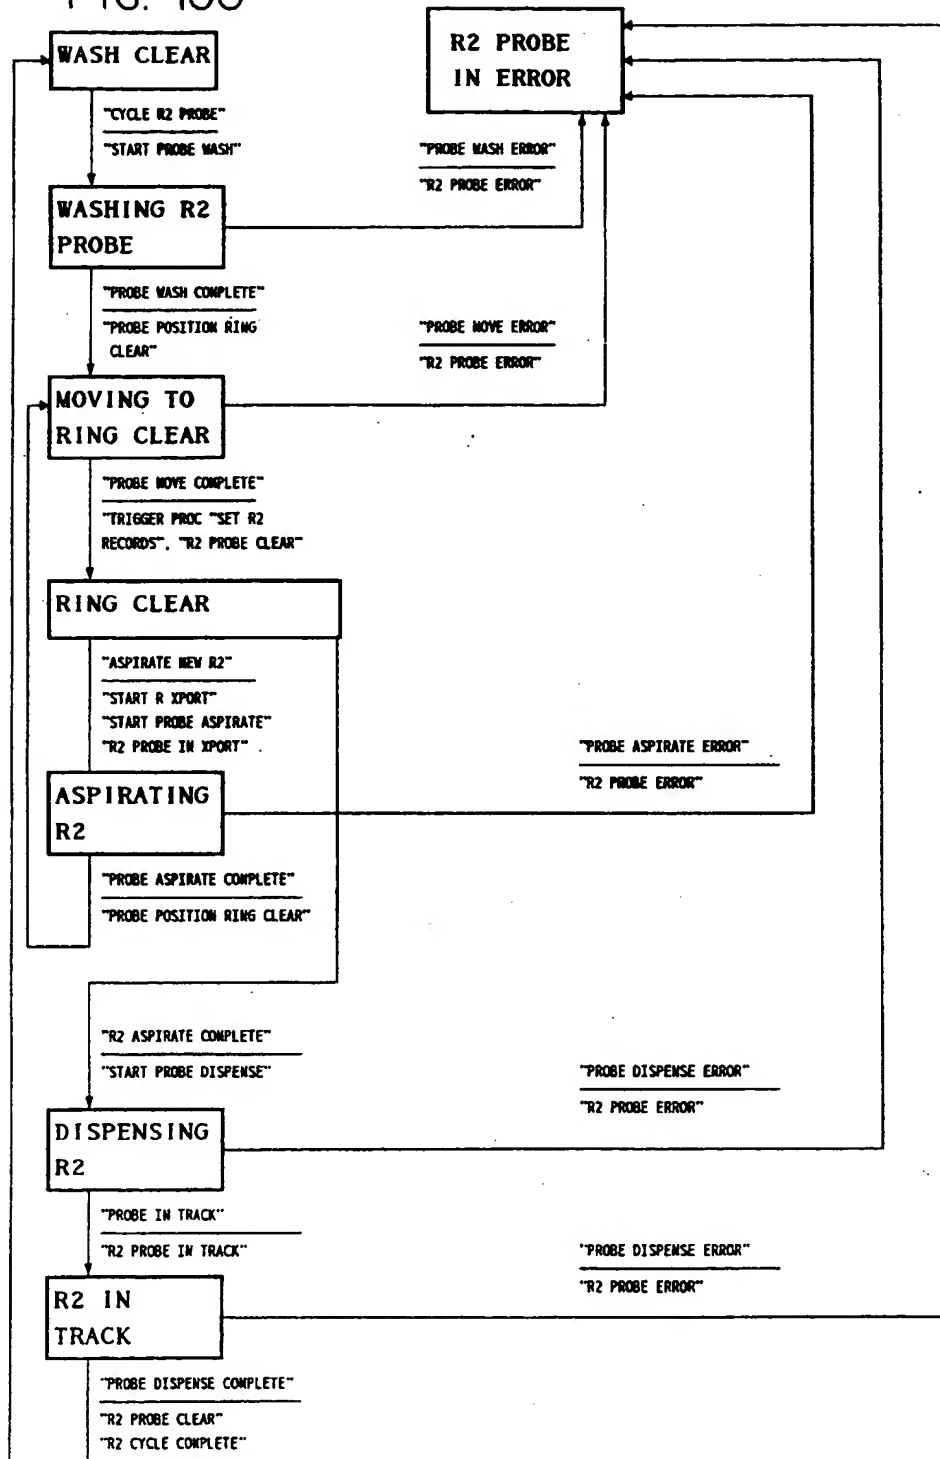 WASH CLEAR
"CYCLE R2 PROBE"
"START PROBE WASH"
R2 PROBE
IN ERROR
"PROBE WASH ERROR"
"R2 PROBE ERROR"
WASHING R2
PROBE
"PROBE WASH COMPLETE"
"PROBE POSITION RING
CLEAR"
"PROBE MOVE ERROR"
"R2 PROBE ERROR"
MOVING TO
RING CLEAR
"PROBE MOVE COMPLETE"
"TRIGGER PROC "SET R2
RECORDS", "R2 PROBE CLEAR"
RING CLEAR
"ASPIRATE NEW R2"
"START R XPORT"
"START PROBE ASPIRATE"
"R2 PROBE IN XPORT"
"PROBE ASPIRATE ERROR"
"R2 PROBE ERROR"
ASPIRATING
R2
"PROBE ASPIRATE COMPLETE"
"PROBE POSITION RING CLEAR"
"R2 ASPIRATE COMPLETE"
"START PROBE DISPENSE"
"PROBE DISPENSE ERROR"
"R2 PROBE ERROR"
DISPENSING
R2
"PROBE IN TRACK"
"R2 PROBE IN TRACK"
"PROBE DISPENSE ERROR"
"R2 PROBE ERROR"
R2 IN
TRACK
"PROBE DISPENSE COMPLETE"
"R2 PROBE CLEAR"
"R2 CYCLE COMPLETE"